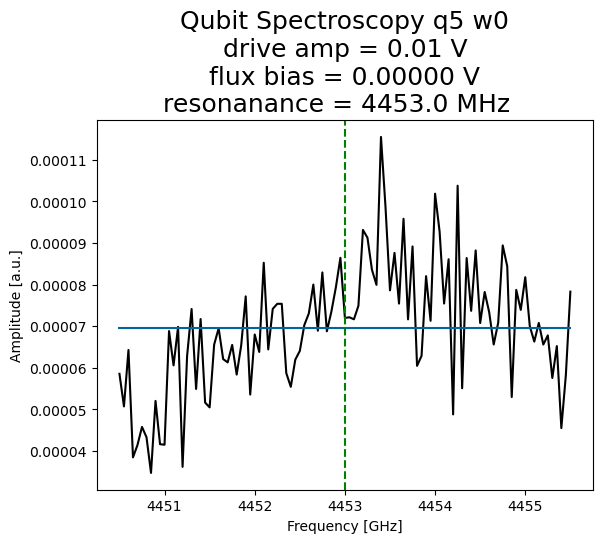 Qubit Spectroscopy q5 w0
drive amp = 0.01 V
flux bias = 0.00000 V
resonanance = 4453.0 MHz
0.00011
0.00010
0.00009
0.00008
0.00007
0.00006
0.00005
0.00004
Amplitude [a.u.]
4451 4452 4453 4454 4455
Frequency [GHz]